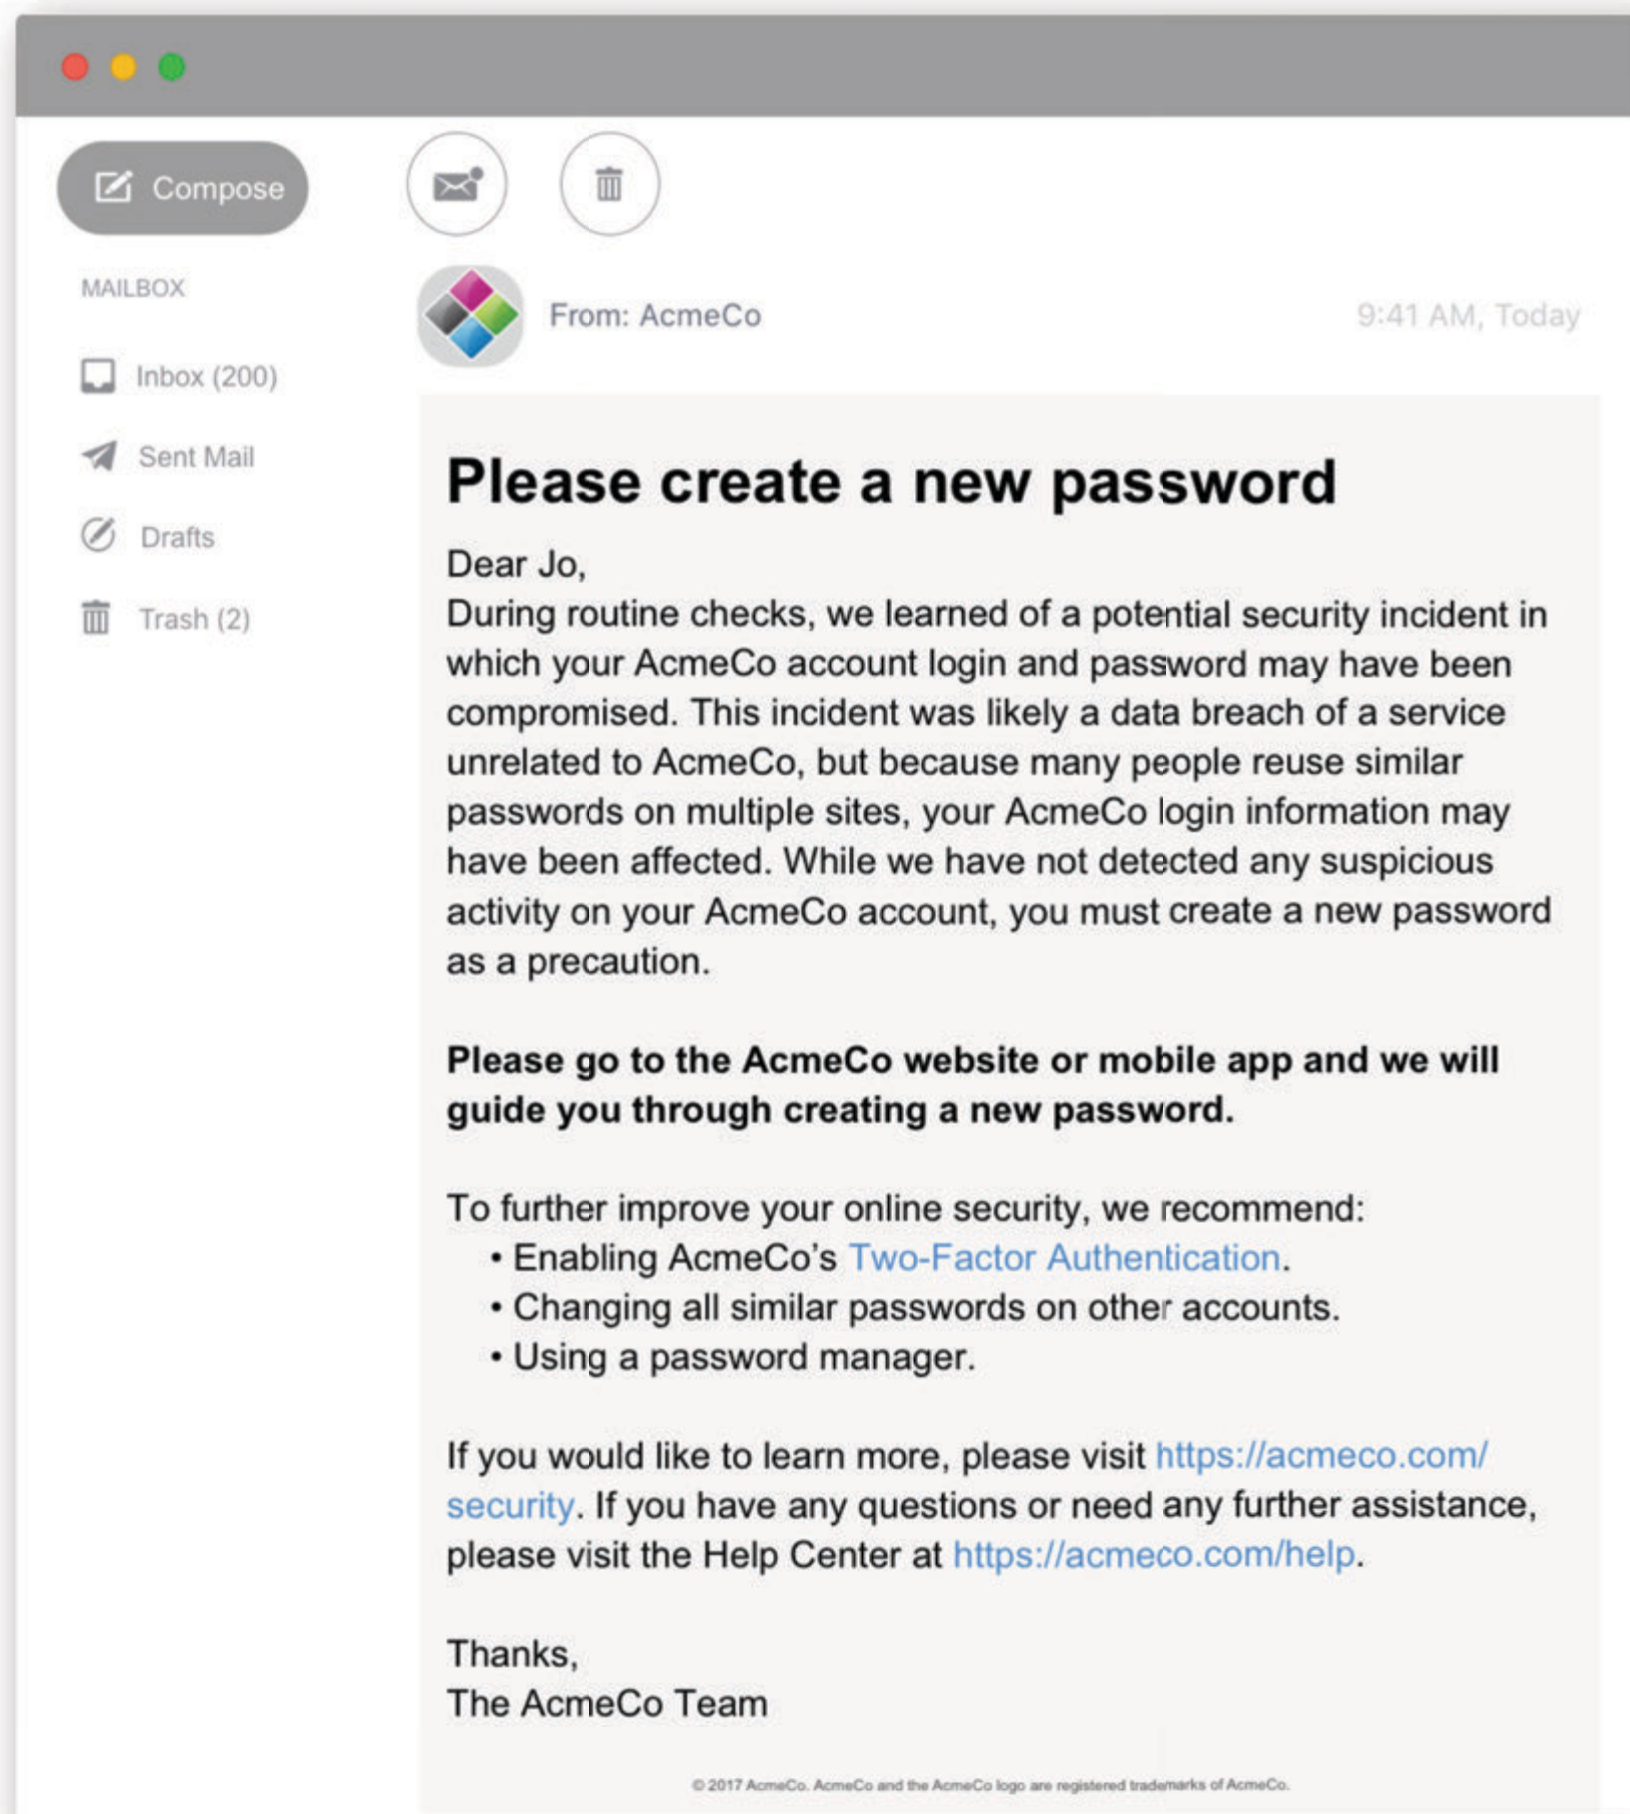 Compose
MAILBOX
From: AcmeCo
9:41 AM, Today
Inbox (200)
Sent Mail
Drafts
Trash (2)
Please create a new password
Dear Jo,
During routine checks, we learned of a potential security incident in
which your AcmeCo account login and password may have been
compromised. This incident was likely a data breach of a service
unrelated to AcmeCo, but because many people reuse similar
passwords on multiple sites, your AcmeCo login information may
have been affected. While we have not detected any suspicious
activity on your AcmeCo account, you must create a new password
as a precaution.
Please go to the AcmeCo website or mobile app and we will
guide you through creating a new password.
To further improve your online security, we recommend:
• Enabling AcmeCo’s Two-Factor Authentication.
• Changing all similar passwords on other accounts.
• Using a password manager.
If you would like to learn more, please visit https://acmeco.com/
security. If you have any questions or need any further assistance,
please visit the Help Center at https://acmeco.com/help.
Thanks,
The AcmeCo Team
© 2017 AcmeCo. AcmeCo and the AcmeCo logo are registered trademarks of AcmeCo.